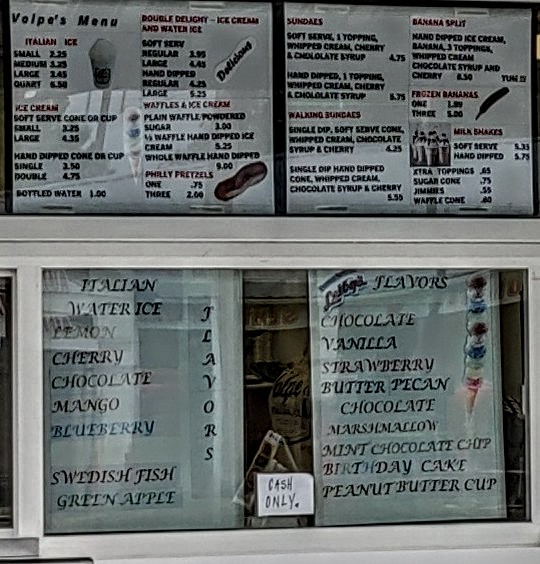 Volpe's Menu
ITALIAN ICE
SMALL 2.25
MEDIUM 3.25
LARGE 3.45
QUART 6.50
ICE CREAM
SOFT SERVE CONE OR CUP
SMALL 3.25
LARGE 4.35
HAND DIPPED CONE OR CUP
SINGLE 3.50
DOUBLE 4.75
BOTTLED WATER 1.00
DOUBLE DELIGHT - ICE CREAM
AND WATER ICE
SOFT SERV
REGULAR 3.95
LARGE 4.45
HAND DIPPED
REGULAR 4.25
LARGE 5.25
Delicious
WAFFLES & ICE CREAM
PLAIN WAFFLE POWDERED
SUGAR 3.00
½ WAFFLE HAND DIPPED ICE
CREAM 5.25
WHOLE WAFFLE HAND DIPPED
9.00
PHILLY PRETZELS
ONE .75
THREE 2.00
SUNDAES
SOFT SERVE, 1 TOPPING,
WHIPPED CREAM, CHERRY
& CHOLOLATE SYRUP 4.75
HAND DIPPED, 1 TOPPING,
WHIPPED CREAM, CHERRY
& CHOLOLATE SYRUP 5.75
WALKING SUNDAES
SINGLE DIP, SOFT SERVE CONE,
WHIPPED CREAM, CHOCOLATE
SYRUP & CHERRY 4.25
SINGLE DIP HAND DIPPED
CONE, WHIPPED CREAM,
CHOCOLATE SYRUP & CHERRY
5.55
BANANA SPLIT
HAND DIPPED ICE CREAM,
BANANA, 3 TOPPINGS,
WHIPPED CREAM
CHOCOLATE SYRUP AND
CHERRY 8.50
FROZEN BANANAS
ONE 1.99
THREE 5.00
MILK SHAKES
SOFT SERVE 5.35
HAND DIPPED 5.75
XTRA TOPPINGS .65
SUGAR CONE .75
JIMMIES .55
WAFFLE CONE .80
ITALIAN
WATER ICE
FLAVORS
LEMON
CHERRY
CHOCOLATE
MANGO
BLUEBERRY
SWEDISH FISH
GREEN APPLE
CASH
ONLY.
FLAVORS
CHOCOLATE
VANILLA
STRAWBERRY
BUTTER PECAN
CHOCOLATE
MARSHMALLOW
MINT CHOCOLATE CHIP
BIRTHDAY CAKE
PEANUT BUTTER CUP